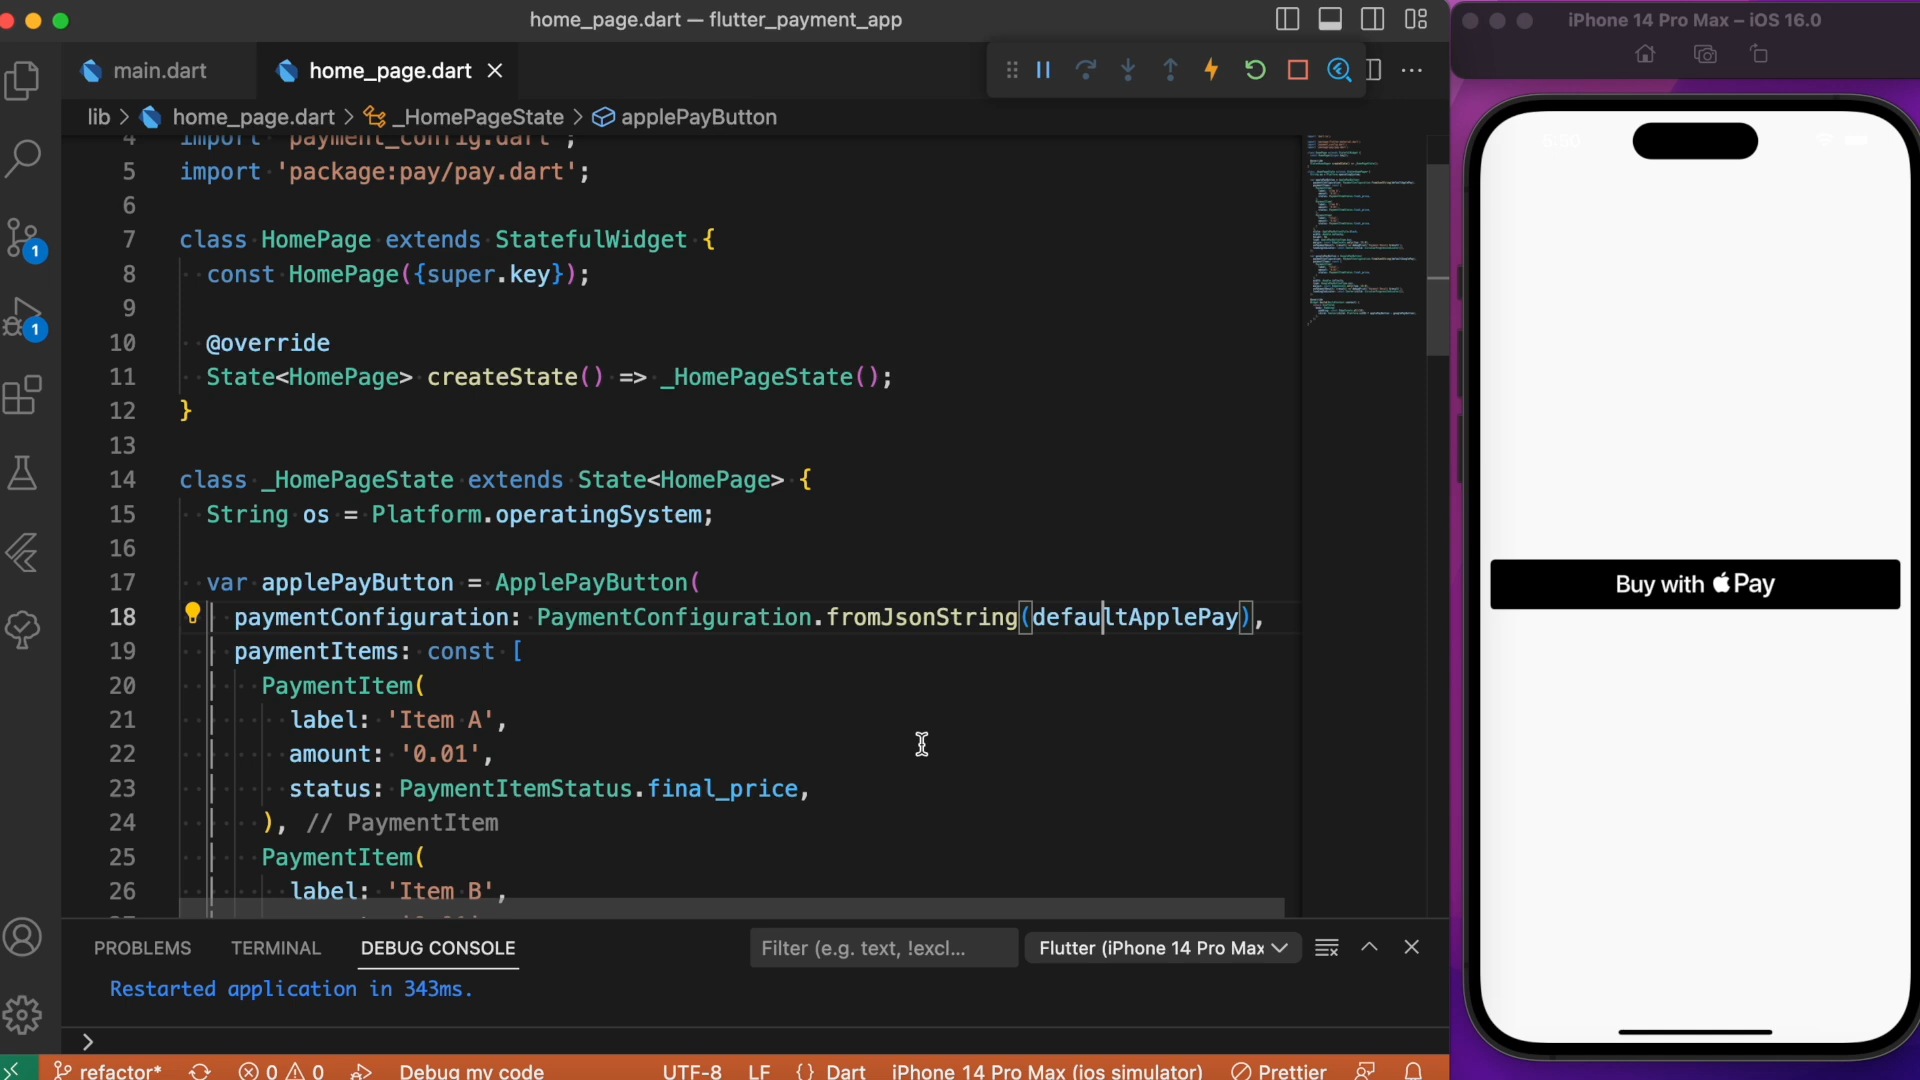 home_page.dart — flutter_payment_app
iPhone 14 Pro Max – iOS 16.0
main.dart
home_page.dart
lib > home_page.dart > _HomePageState > applePayButton
4 import 'payment_config.dart';
5 import 'package:pay/pay.dart';
6
7 class HomePage extends StatefulWidget {
8 const HomePage({super.key});
9
10 @override
11 State<HomePage> createState() => _HomePageState();
12 }
13
14 class _HomePageState extends State<HomePage> {
15 String os = Platform.operatingSystem;
16
17 var applePayButton = ApplePayButton(
18 paymentConfiguration: PaymentConfiguration.fromJsonString(defaultApplePay),
19 paymentItems: const [
20 PaymentItem(
21 label: 'Item A',
22 amount: '0.01',
23 status: PaymentItemStatus.final_price,
24 ), // PaymentItem
25 PaymentItem(
26 label: 'Item B',
Buy with Pay
1
1
PROBLEMS
TERMINAL
DEBUG CONSOLE
Filter (e.g. text, !excl...
Flutter (iPhone 14 Pro Max
Restarted application in 343ms.
>
refactor*
0 0
Debug my code
UTF-8
LF
{} Dart
iPhone 14 Pro Max (ios simulator)
Prettier